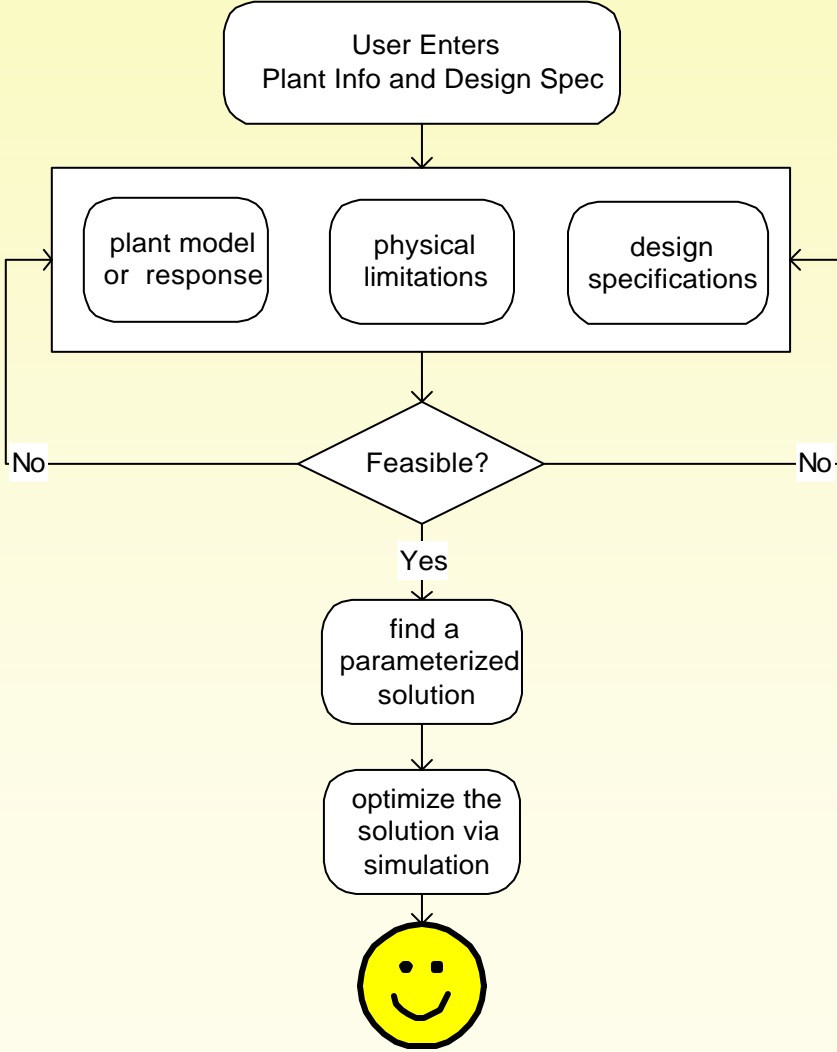 User Enters
Plant Info and Design Spec
plant model
or response
physical
limitations
design
specifications
Feasible?
No
No
Yes
find a
parameterized
solution
optimize the
solution via
simulation